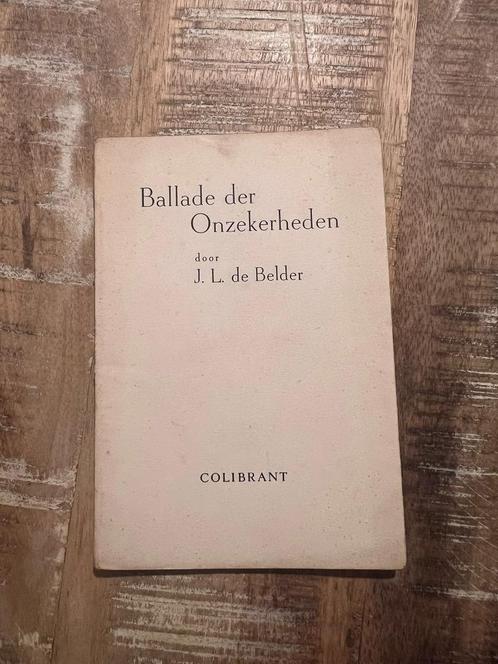 Ballade der
Onzekerheden
door
J. L. de Belder
COLIBRANT